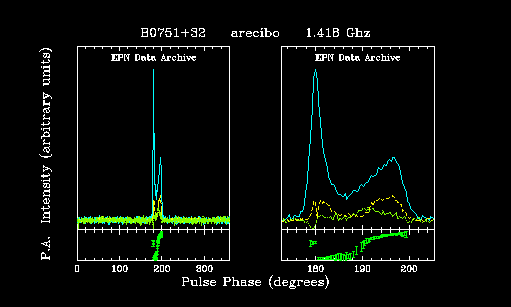 B0751+32 arecibo 1.418 Ghz
EPN Data Archive EPN Data Archive
Intensity (arbitrary units)
P.A.
0 100 200 300 180 190 200
Pulse Phase (degrees)